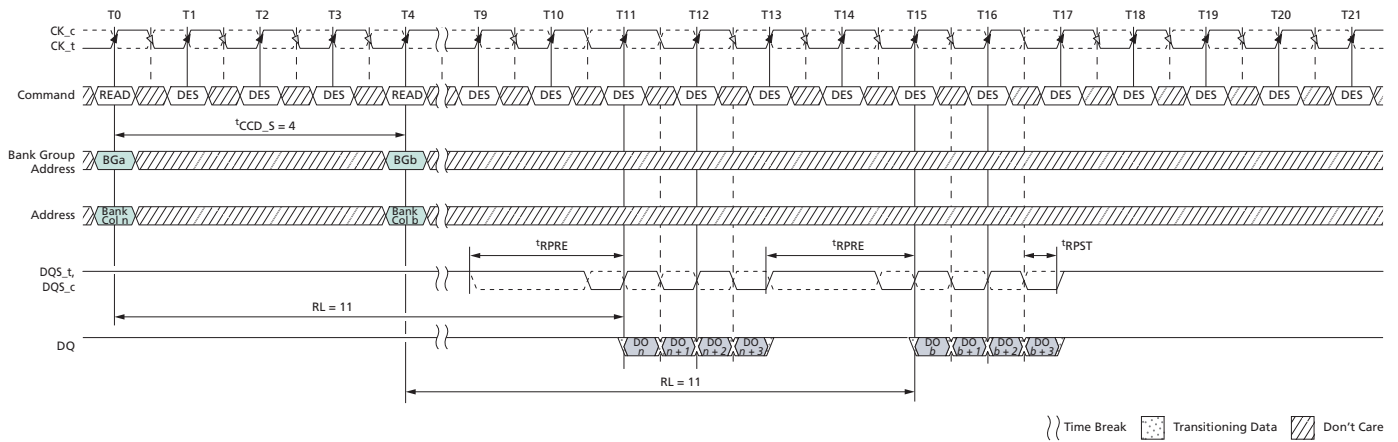 T0 T1 T2 T3 T4 T9 T10 T11 T12 T13 T14 T15 T16 T17 T18 T19 T20 T21
CK_c
CK_t
Command READ DES DES DES READ DES DES DES DES DES DES DES DES DES DES DES DES DES
tCCD_S = 4
Bank Group
Address
BGa BGb
Address
Bank
Col n
Bank
Col b
tRPRE tRPRE tRPST
DQS_t,
DQS_c
RL = 11
DQ
DO
n
DO
n + 1
DO
n + 2
DO
n + 3
DO
b
DO
b + 1
DO
b + 2
DO
b + 3
RL = 11
Time Break Transitioning Data Don't Care